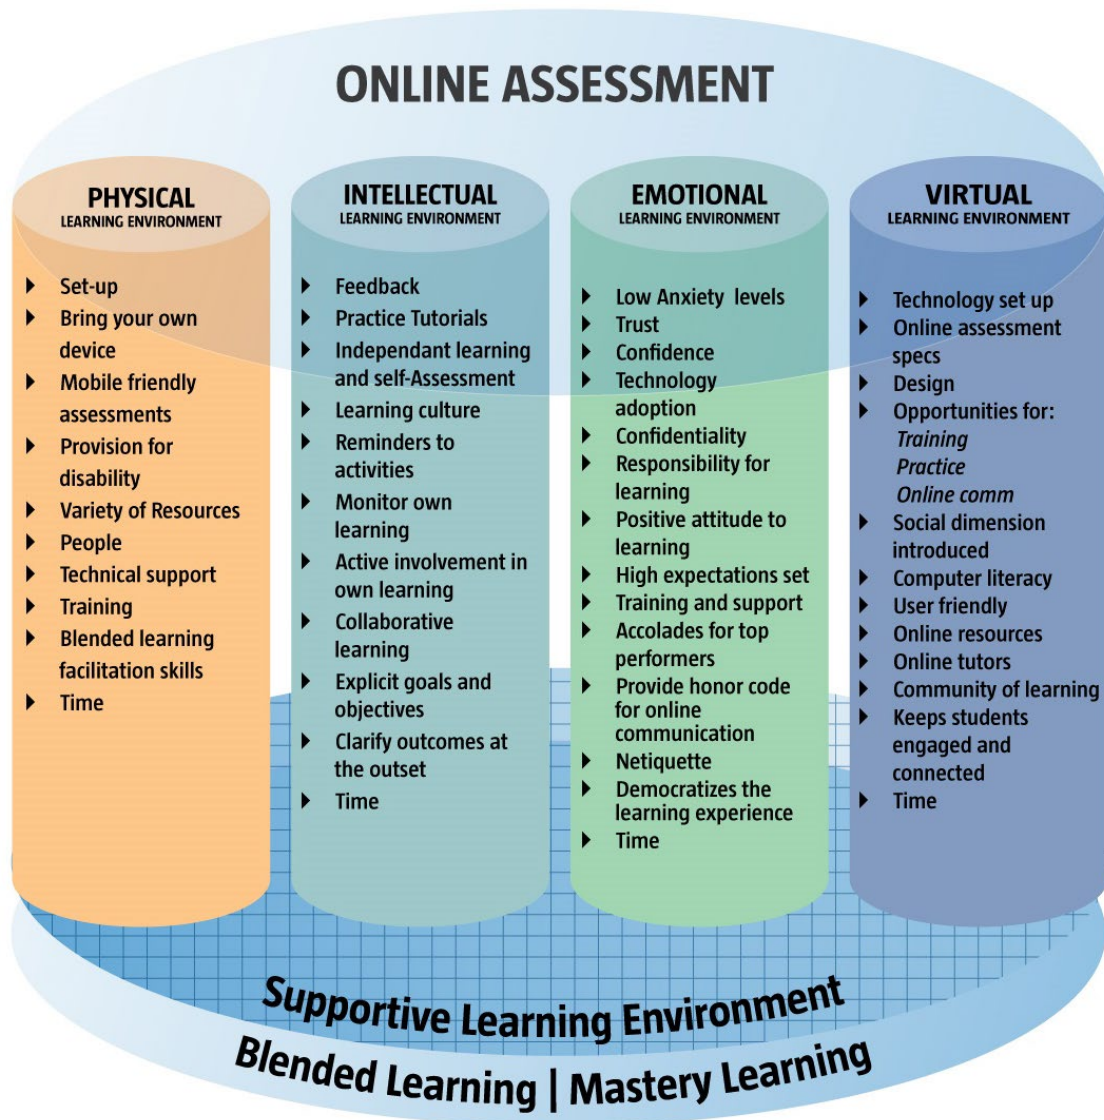 ONLINE ASSESSMENT
PHYSICAL
LEARNING ENVIRONMENT
Set-up
Bring your own
device
Mobile friendly
assessments
Provision for
disability
Variety of Resources
People
Technical support
Training
Blended learning
facilitation skills
Time
INTELLECTUAL
LEARNING ENVIRONMENT
Feedback
Practice Tutorials
Independant learning
and self-Assessment
Learning culture
Reminders to
activities
Monitor own
learning
Active involvement in
own learning
Collaborative
learning
Explicit goals and
objectives
Clarify outcomes at
the outset
Time
EMOTIONAL
LEARNING ENVIRONMENT
Low Anxiety levels
Trust
Confidence
Technology
adoption
Confidentiality
Responsibility for
learning
Positive attitude to
learning
High expectations set
Training and support
Accolades for top
performers
Provide honor code
for online
communication
Netiquette
Democratizes the
learning experience
Time
VIRTUAL
LEARNING ENVIRONMENT
Technology set up
Online assessment
specs
Design
Opportunities for:
Training
Practice
Online comm
Social dimension
introduced
Computer literacy
User friendly
Online resources
Online tutors
Community of learning
Keeps students
engaged and
connected
Time
Supportive Learning Environment
Blended Learning | Mastery Learning